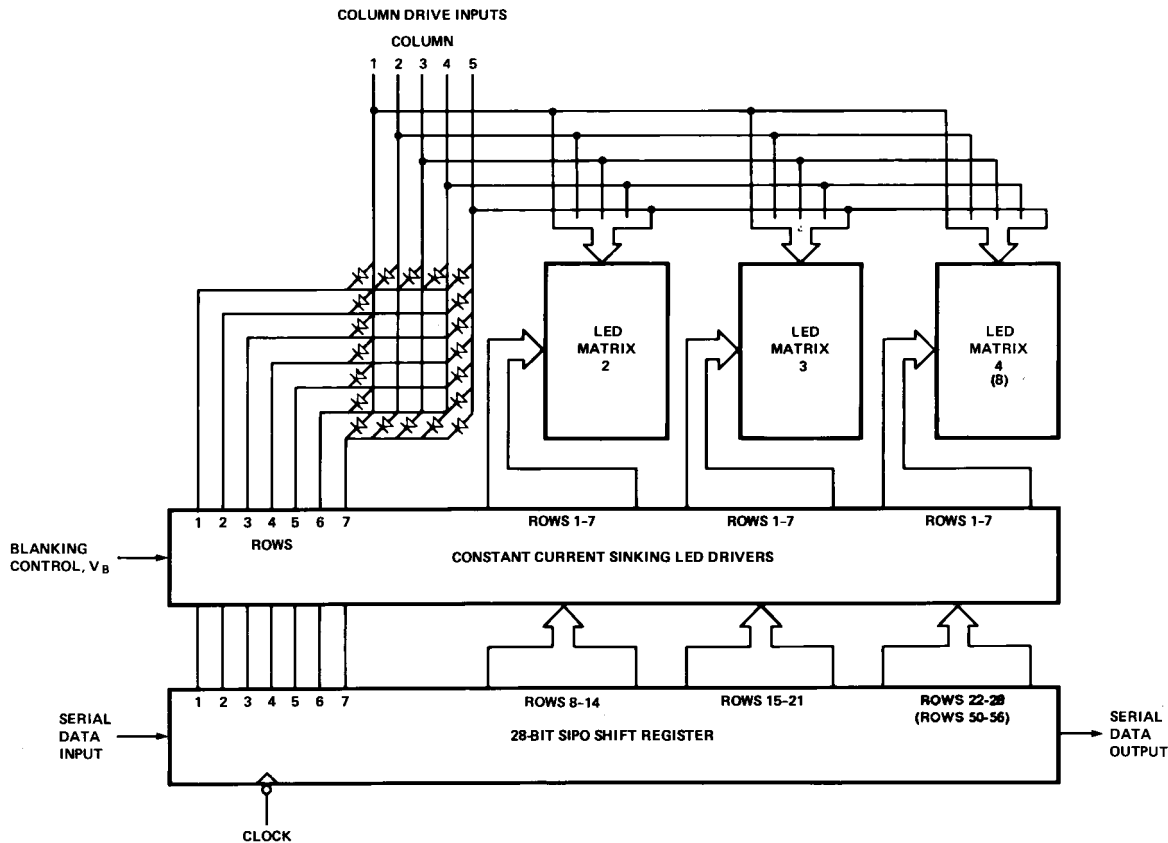 COLUMN DRIVE INPUTS
COLUMN
1 2 3 4 5
LED
MATRIX
2
LED
MATRIX
3
LED
MATRIX
4
(8)
1 2 3 4 5 6 7
ROWS
ROWS 1–7
ROWS 1–7
ROWS 1–7
BLANKING
CONTROL, VB
CONSTANT CURRENT SINKING LED DRIVERS
1 2 3 4 5 6 7
ROWS 8–14
ROWS 15–21
ROWS 22-28
(ROWS 50-56)
SERIAL
DATA
INPUT
28-BIT SIPO SHIFT REGISTER
SERIAL
DATA
OUTPUT
CLOCK